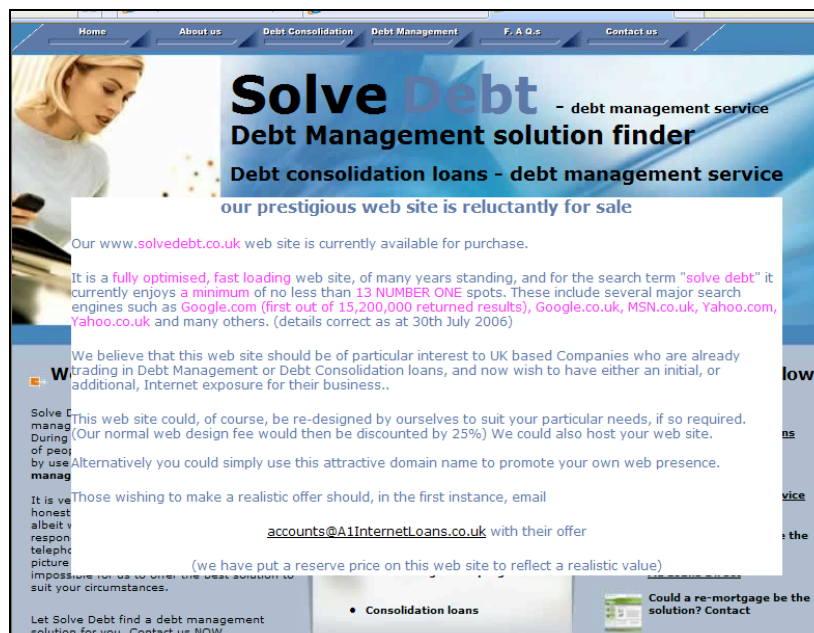 Home About us Debt Consolidation Debt Management F. A Q.s Contact us
Solve Debt - debt management service
Debt Management solution finder
Debt consolidation loans - debt management service
our prestigious web site is reluctantly for sale
Our www.solvedebt.co.uk web site is currently available for purchase.
It is a fully optimised, fast loading web site, of many years standing, and for the search term "solve debt" it
currently enjoys a minimum of no less than 13 NUMBER ONE spots. These include several major search
engines such as Google.com (first out of 15,200,000 returned results), Google.co.uk, MSN.co.uk, Yahoo.com,
Yahoo.co.uk and many others. (details correct as at 30th July 2006)
We believe that this web site should be of particular interest to UK based Companies who are already
trading in Debt Management or Debt Consolidation loans, and now wish to have either an initial, or
additional, Internet exposure for their business..
This web site could, of course, be re-designed by ourselves to suit your particular needs, if so required.
(Our normal web design fee would then be discounted by 25%) We could also host your web site.
Alternatively you could simply use this attractive domain name to promote your own web presence.
Those wishing to make a realistic offer should, in the first instance, email
accounts@A1InternetLoans.co.uk with their offer
(we have put a reserve price on this web site to reflect a realistic value)
Solve
During
of
by use
It is
honest
albeit
picture
impossible for us to offer the best solution to
suit your circumstances.
Let Solve Debt find a debt management
solution for you. Contact us NOW
Consolidation loans
the
Could a re-mortgage be the
solution? Contact